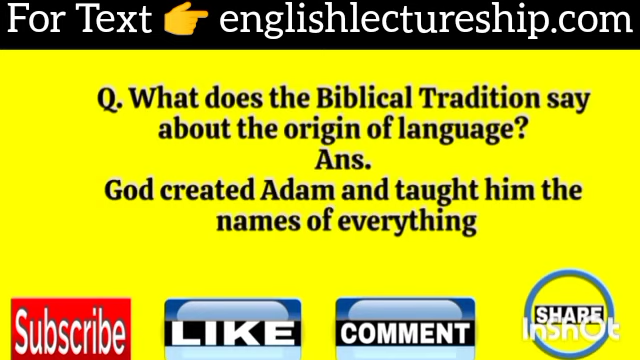 For Text 👉 englishlectureship.com
Q. What does the Biblical Tradition say
about the origin of language?
Ans.
God created Adam and taught him the
names of everything
Subscribe
LIKE
COMMENT
SHARE
InShOt